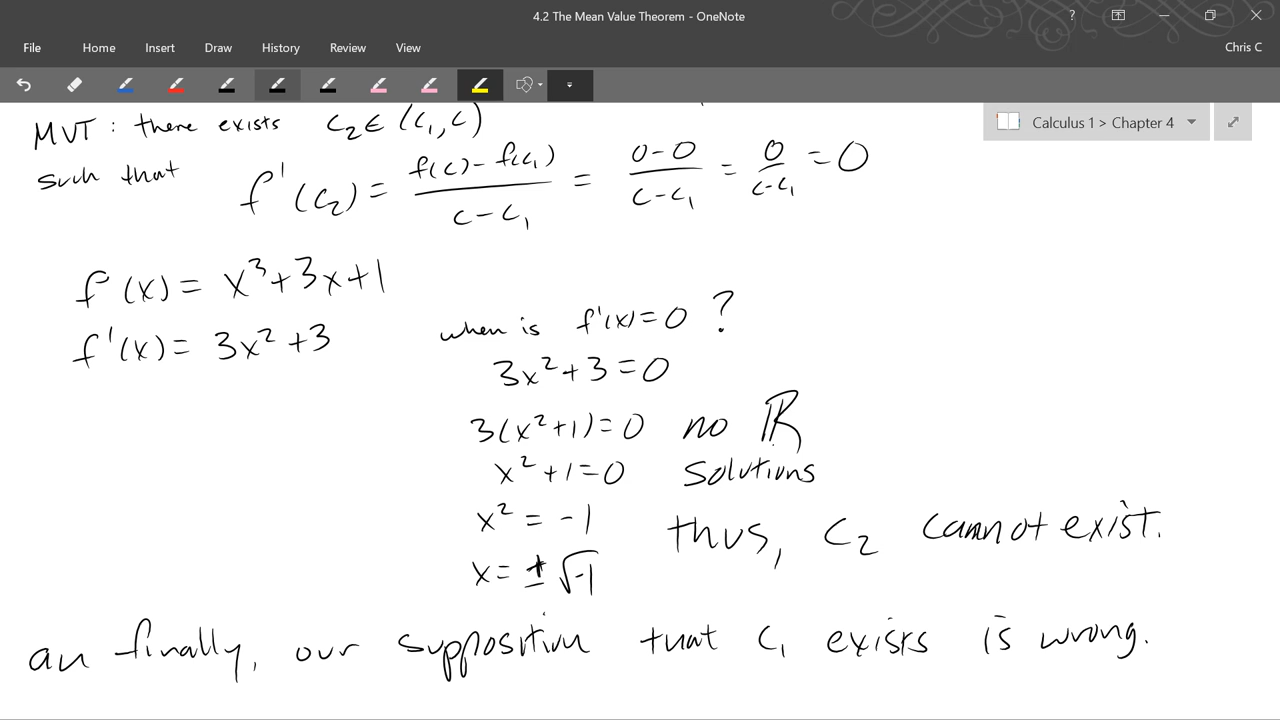 4.2 The Mean Value Theorem - OneNote
File Home Insert Draw History Review View Chris C
Calculus 1 > Chapter 4
MVT : there exists c₂ ∈ (c₁, c)
such that f'(c₂) = (f(c) - f(c₁))/(c - c₁) = (0 - 0)/(c - c₁) = 0/(c - c₁) = 0
f(x) = x³ + 3x + 1
f'(x) = 3x² + 3
when is f'(x) = 0 ?
3x² + 3 = 0
3(x² + 1) = 0 no ℝ
x² + 1 = 0 solutions
x² = -1
thus, c₂ cannot exist.
x = ± √-1
an finally, our supposition that c₁ exists is wrong.